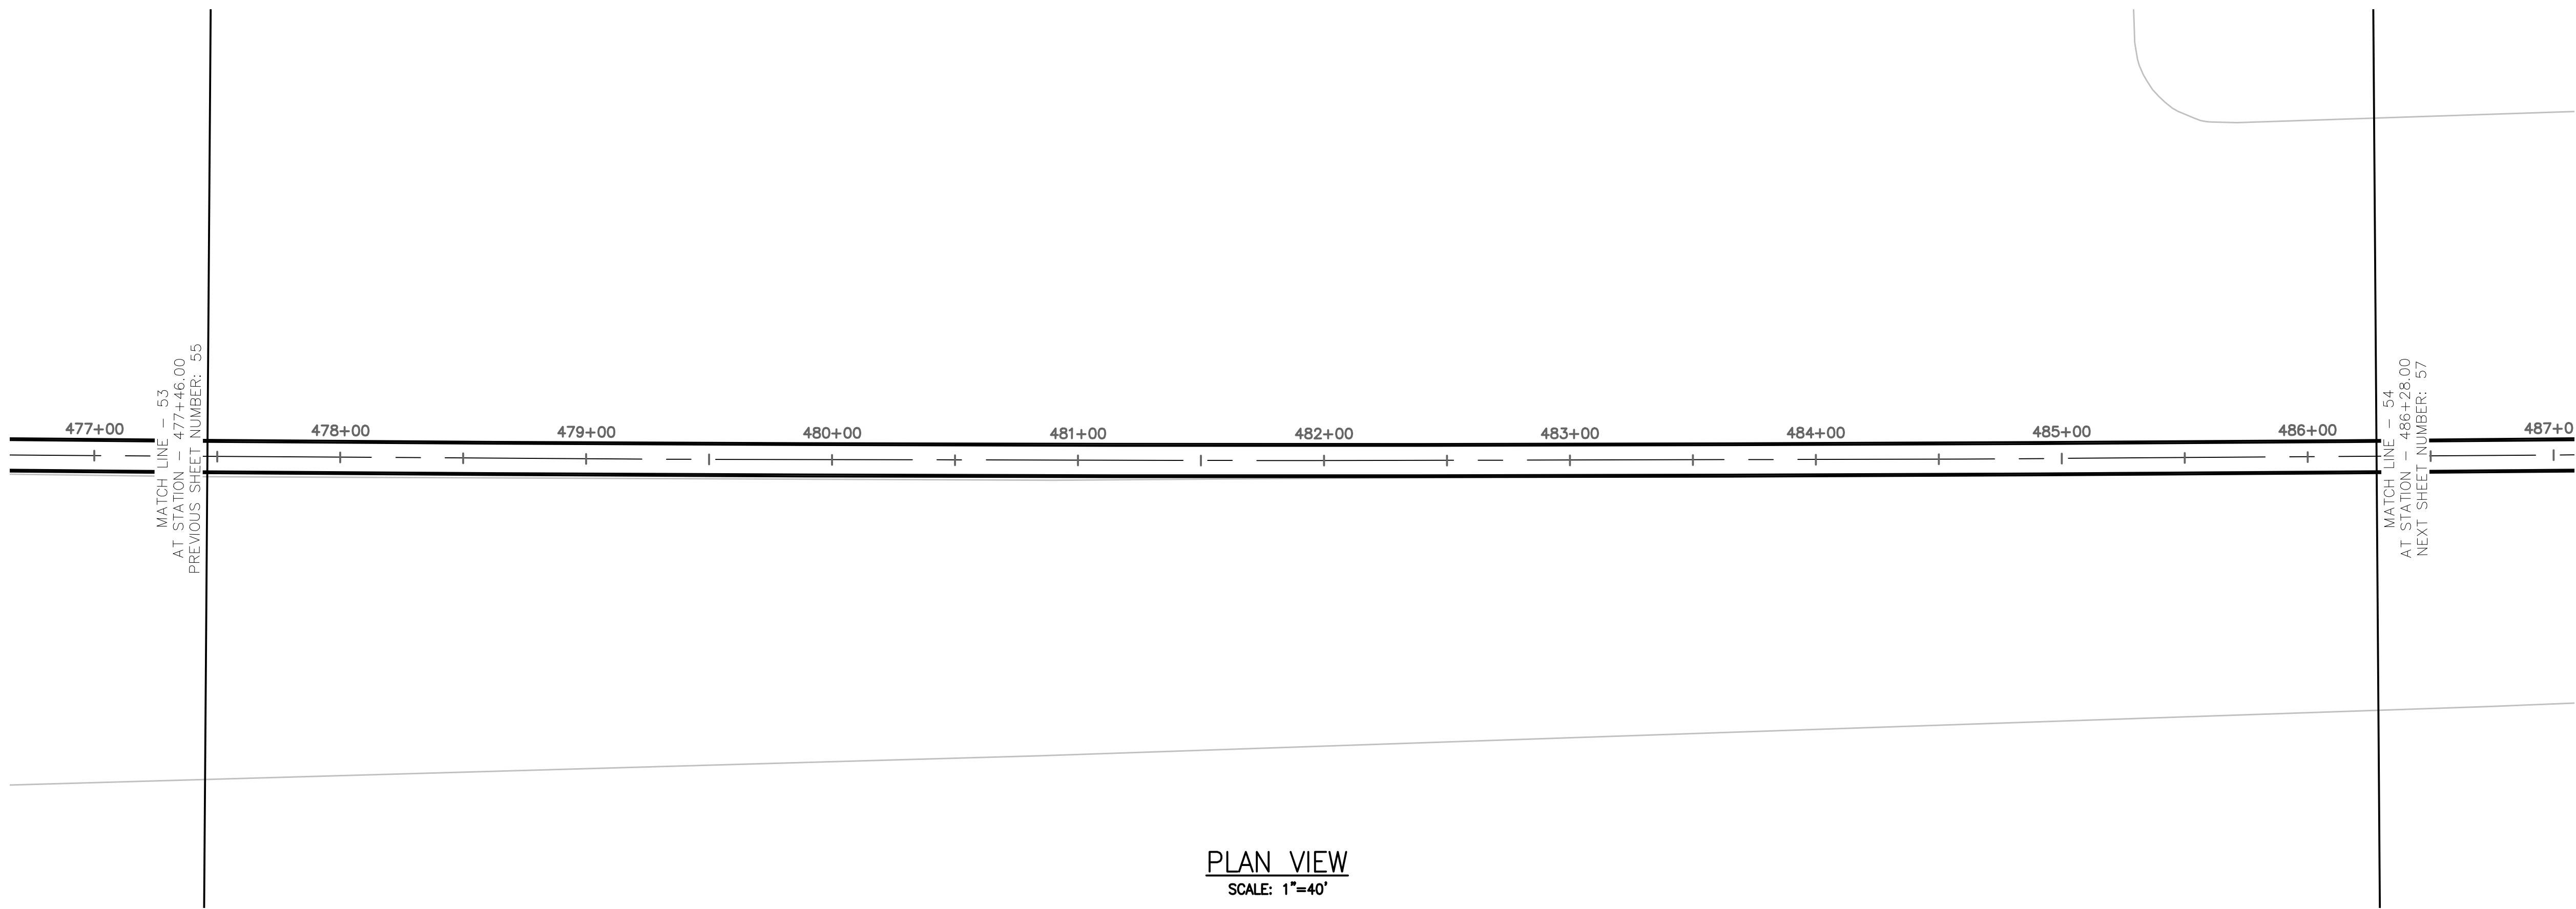 MATCH LINE - 53
AT STATION - 477+46.00
PREVIOUS SHEET NUMBER: 55
477+00
478+00
479+00
480+00
481+00
482+00
483+00
484+00
485+00
486+00
487+0
MATCH LINE - 54
AT STATION - 486+28.00
NEXT SHEET NUMBER: 57
PLAN VIEW
SCALE: 1"=40'